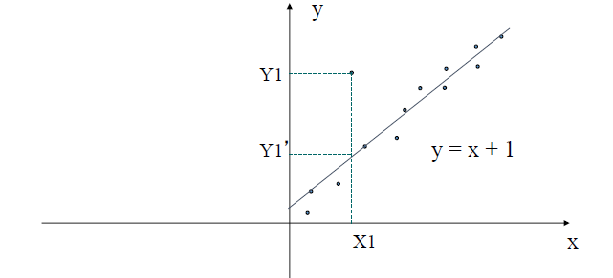 y
Y1
Y1’
y = x + 1
X1
x